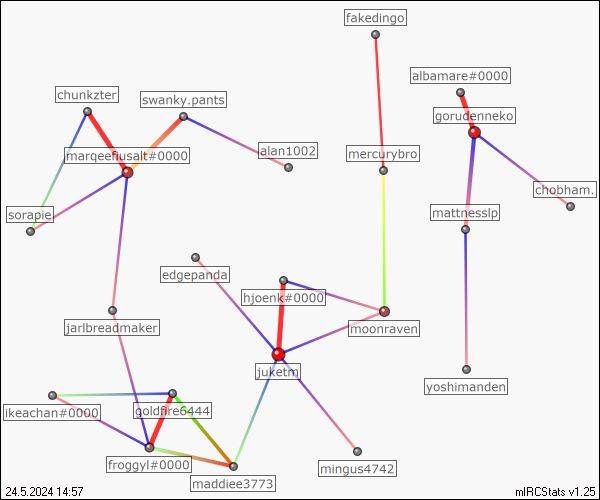 fakedingo
albamare#0000
chunkzter
swanky.pants
gorudenneko
marqeeflusalt#0000
alan1002
mercurybro
chobham.
sorapie
mattnesslp
edgepanda
hjoenk#0000
jarlbreadmaker
moonraven
juketm
yoshimanden
ikeachan#0000
goldfire6444
froggyl#0000
mingus4742
maddiee3773
24.5.2024 14:57
mIRCStats v1.25